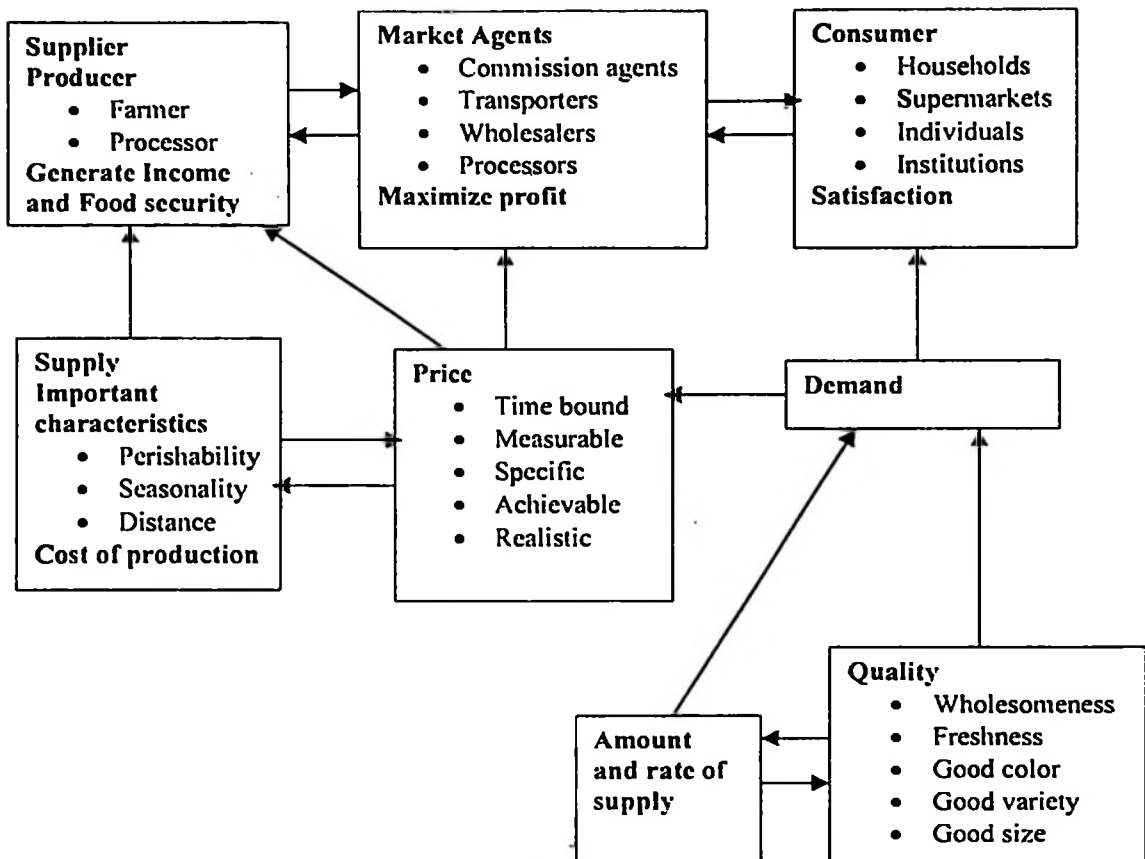 Supplier
Producer
• Farmer
• Processor
Generate Income
and Food security
Market Agents
• Commission agents
• Transporters
• Wholesalers
• Processors
Maximize profit
Consumer
• Households
• Supermarkets
• Individuals
• Institutions
Satisfaction
Supply
Important
characteristics
• Perishability
• Seasonality
• Distance
Cost of production
Price
• Time bound
• Measurable
• Specific
• Achievable
• Realistic
Demand
Amount
and rate of
supply
Quality
• Wholesomeness
• Freshness
• Good color
• Good variety
• Good size